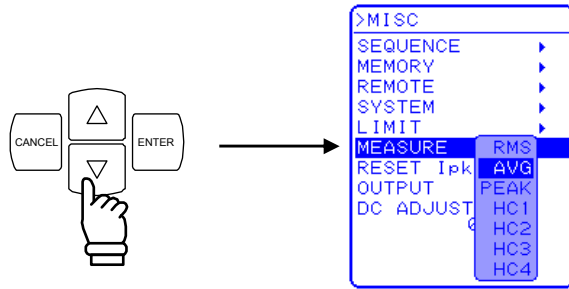 CANCEL
ENTER
>MISC
SEQUENCE
MEMORY
REMOTE
SYSTEM
LIMIT
MEASURE RMS
RESET Ipk AVG
OUTPUT PEAK
DC ADJUST HC1
HC2
HC3
HC4